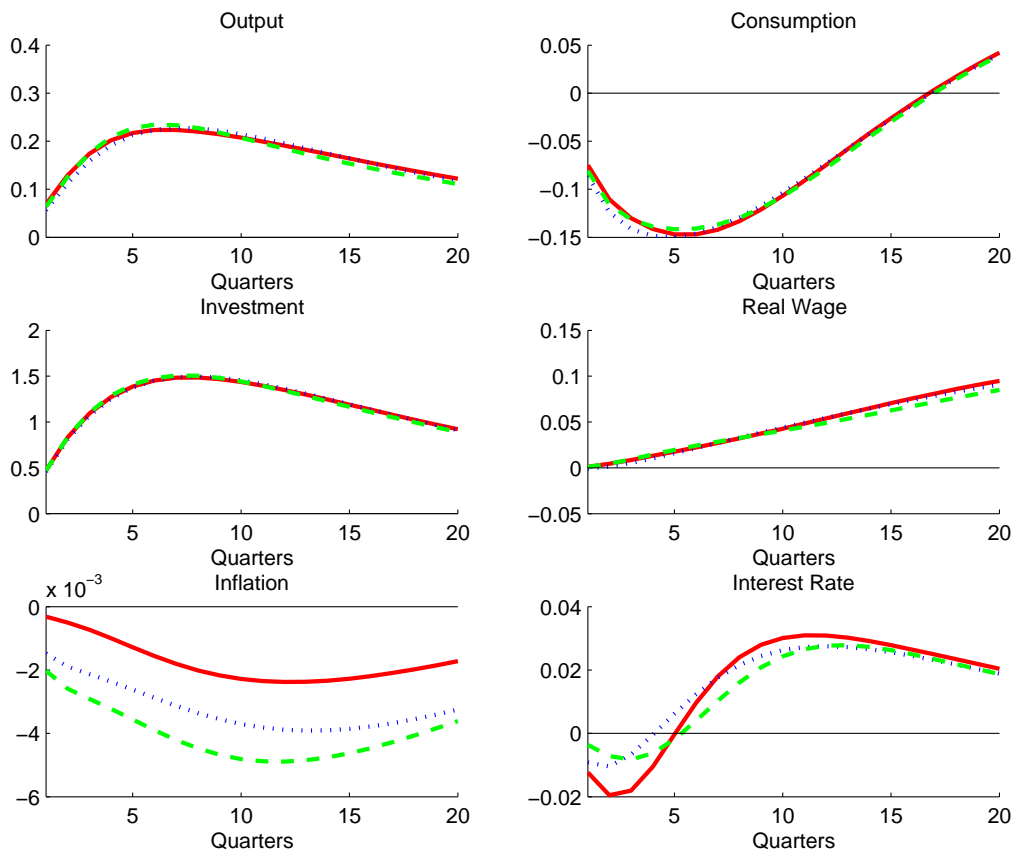 Output
0.4
0.3
0.2
0.1
0
5 10 15 20
Quarters
Consumption
0.05
0
−0.05
−0.1
−0.15
5 10 15 20
Quarters
Investment
2
1.5
1
0.5
0
5 10 15 20
Quarters
Real Wage
0.15
0.1
0.05
0
−0.05
5 10 15 20
Quarters
Inflation
x 10⁻³
0
−2
−4
−6
5 10 15 20
Quarters
Interest Rate
0.04
0.02
0
−0.02
5 10 15 20
Quarters